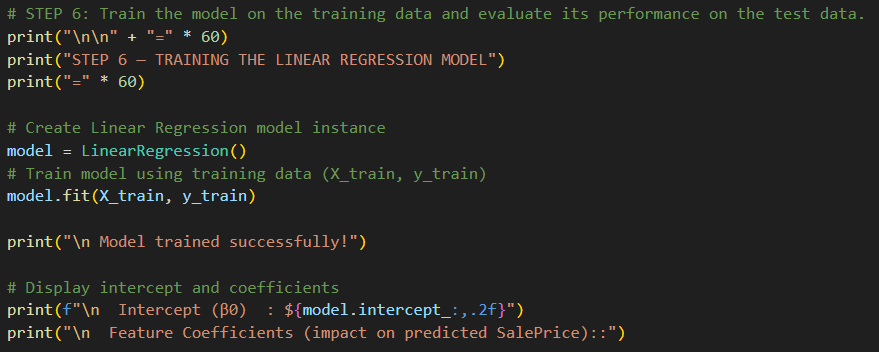 # STEP 6: Train the model on the training data and evaluate its performance on the test data.
print("\n\n" + "=" * 60)
print("STEP 6 — TRAINING THE LINEAR REGRESSION MODEL")
print("=" * 60)

# Create Linear Regression model instance
model = LinearRegression()
# Train model using training data (X_train, y_train)
model.fit(X_train, y_train)

print("\n Model trained successfully!")

# Display intercept and coefficients
print(f"\n  Intercept (β0)  : ${model.intercept_:,.2f}")
print("\n  Feature Coefficients (impact on predicted SalePrice)::")